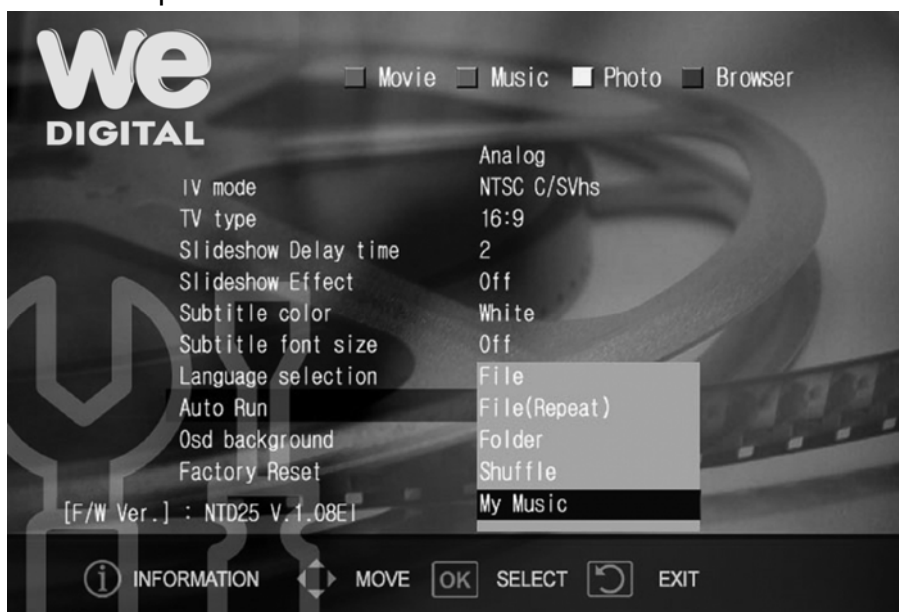 we
DIGITAL
Movie Music Photo Browser
Analog
TV mode NTSC C/SVhs
TV type 16:9
Slideshow Delay time 2
Slideshow Effect Off
Subtitle color White
Subtitle font size Off
Language selection File
Auto Run File(Repeat)
Osd background Folder
Factory Reset Shuffle
[F/W Ver.] : NTD25 V.1.08EI My Music
INFORMATION MOVE OK SELECT EXIT